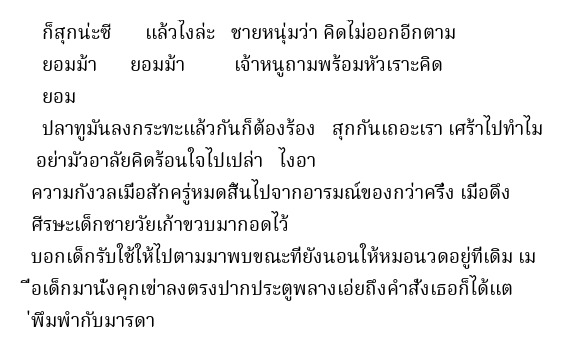 ก็สุกน่ะซี แล้วไงล่ะ ชายหนุ่มว่า คิดไม่ออกอีกตาม
ยอมม้า ยอมม้า เจ้าหนูถามพร้อมหัวเราะคิด
ยอม
ปลาทูมันลงกระทะแล้วกันก็ต้องร้อง สุกกันเถอะเรา เศร้าไปทำไม
อย่ามัวอาลัยคิดร้อนใจไปเปล่า ไงอา
ความกังวลเมื่อสักครู่หมดสิ้นไปจากอารมณ์ของกว่าครึ่ง เมื่อดึง
ศีรษะเด็กชายวัยเก้าขวบมากอดไว้
บอกเด็กรับใช้ให้ไปตามมาพบขณะที่ยังนอนให้หมอนวดอยู่ที่เดิม เม
ื่อเด็กมานั่งคุกเข่าลงตรงปากประตูพลางเอ่ยถึงคำสั่งเธอก็ได้แต
่พึมพำกับมารดา